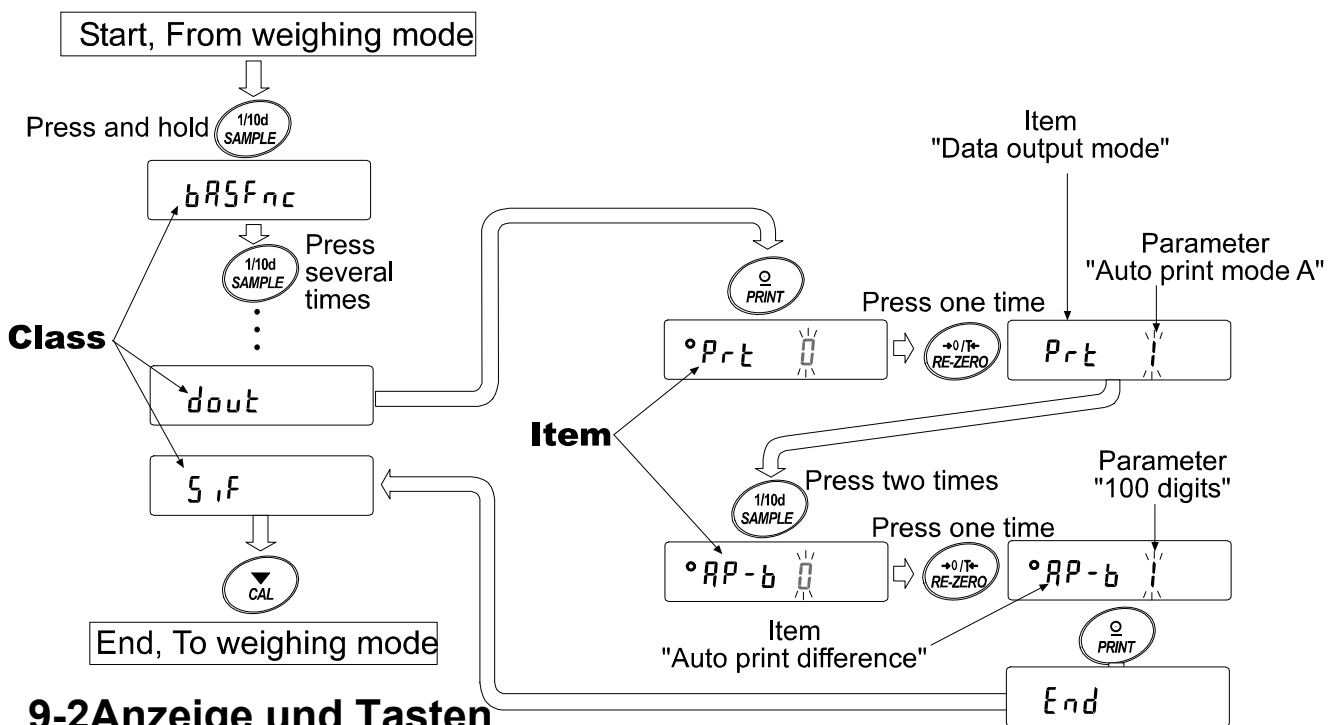 Start, From weighing mode
Press and hold
1/10d
SAMPLE
bASFnc
1/10d
SAMPLE
Press
several
times
Class
dout
S iF
CAL
End, To weighing mode
PRINT
Prt 0
Press one time
→0/T←
RE-ZERO
Item
"Data output mode"
Parameter
"Auto print mode A"
Prt 1
Item
1/10d
SAMPLE
Press two times
AP-b 0
Press one time
→0/T←
RE-ZERO
Parameter
"100 digits"
AP-b 1
Item
"Auto print difference"
PRINT
End
9-2Anzeige und Tasten